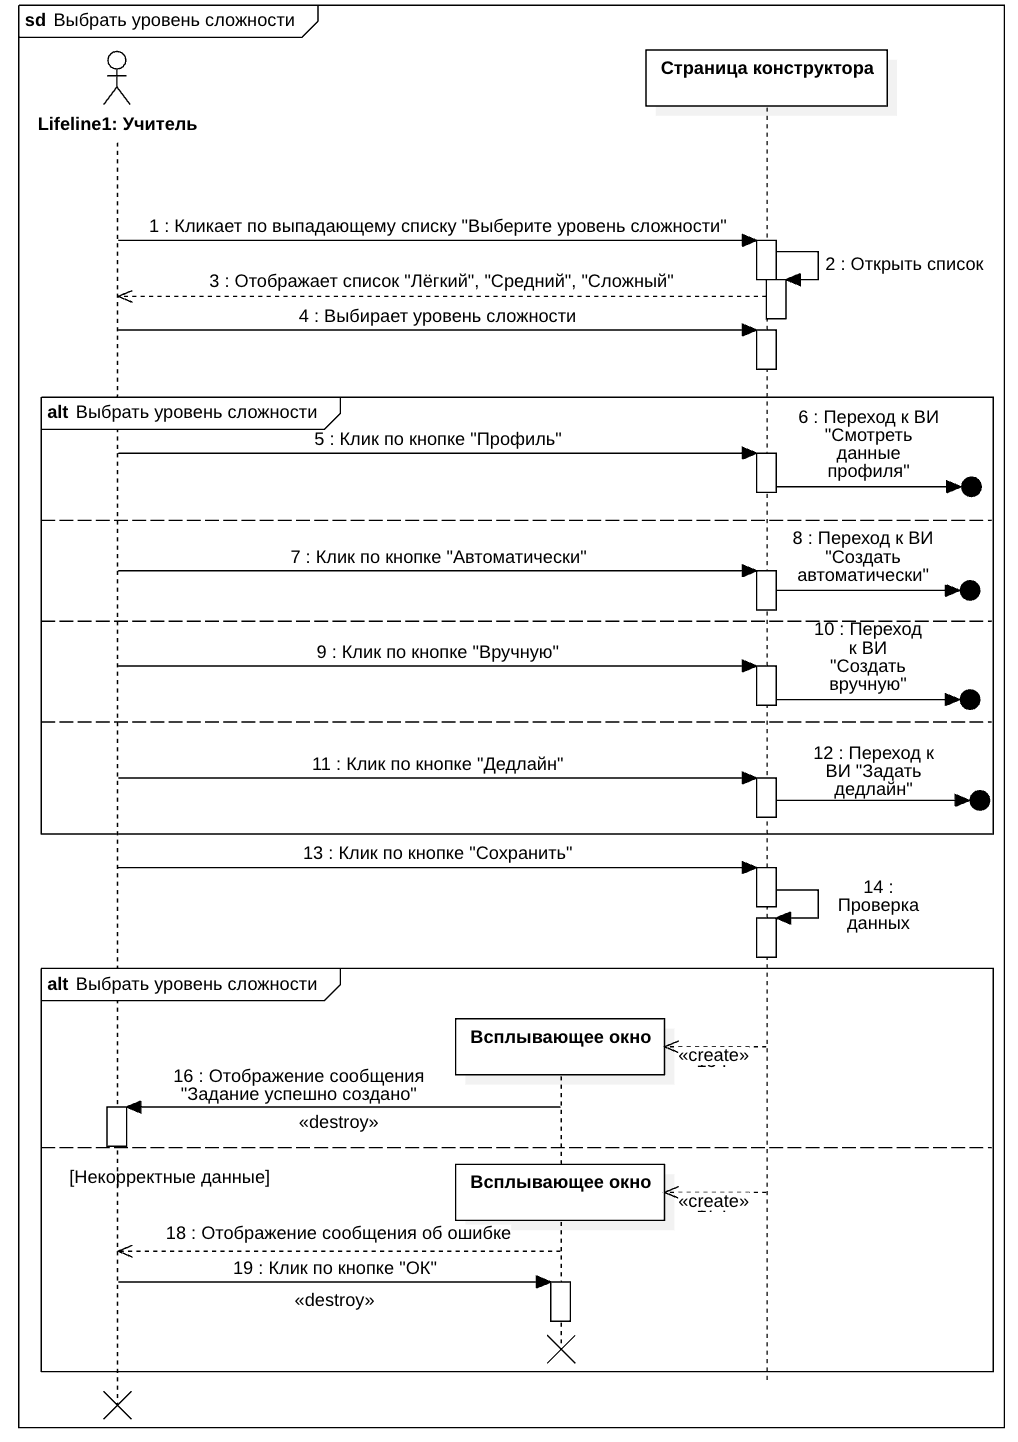 sd Выбрать уровень сложности
Страница конструктора
Lifeline1: Учитель
1 : Кликает по выпадающему списку "Выберите уровень сложности"
2 : Открыть список
3 : Отображает список "Лёгкий", "Средний", "Сложный"
4 : Выбирает уровень сложности
alt Выбрать уровень сложности
5 : Клик по кнопке "Профиль"
6 : Переход к ВИ
"Смотреть
данные
профиля"
7 : Клик по кнопке "Автоматически"
8 : Переход к ВИ
"Создать
автоматически"
9 : Клик по кнопке "Вручную"
10 : Переход
к ВИ
"Создать
вручную"
11 : Клик по кнопке "Дедлайн"
12 : Переход к
ВИ "Задать
дедлайн"
13 : Клик по кнопке "Сохранить"
14 :
Проверка
данных
alt Выбрать уровень сложности
Всплывающее окно
«create»
16 : Отображение сообщения
"Задание успешно создано"
«destroy»
[Некорректные данные]
Всплывающее окно
«create»
18 : Отображение сообщения об ошибке
19 : Клик по кнопке "ОК"
«destroy»